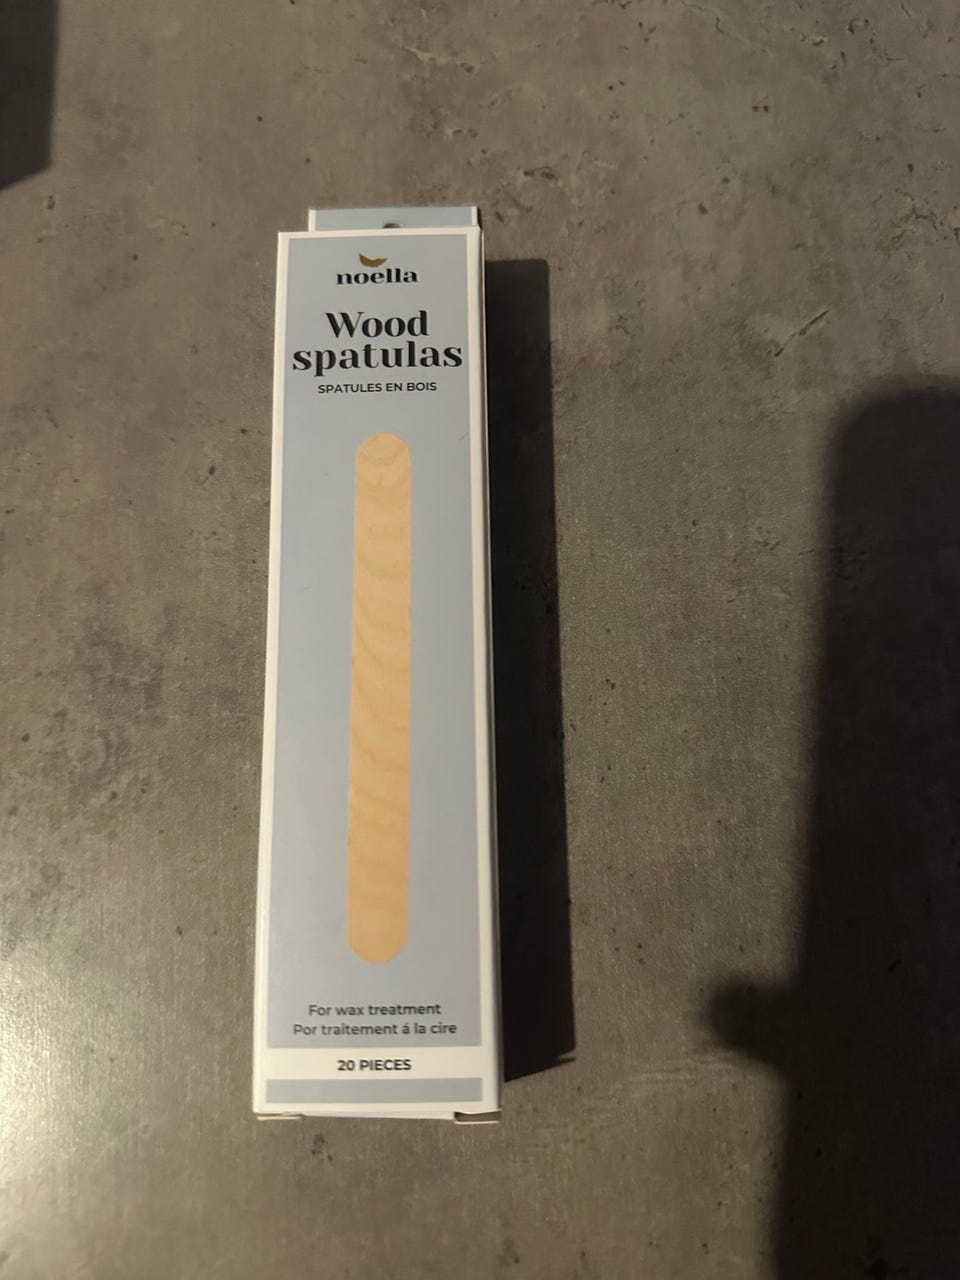 noella
Wood
spatulas
SPATULES EN BOIS
For wax treatment
Por traitement á la cire
20 PIECES